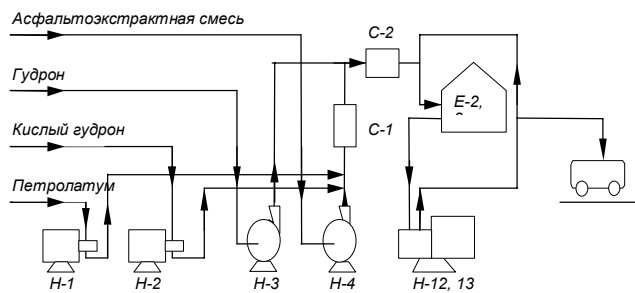 Асфальтоэкстрактная смесь
С-2
Гудрон
Е-2,
С-1
Кислый гудрон
Петролатум
Н-1
Н-2
Н-3
Н-4
Н-12, 13